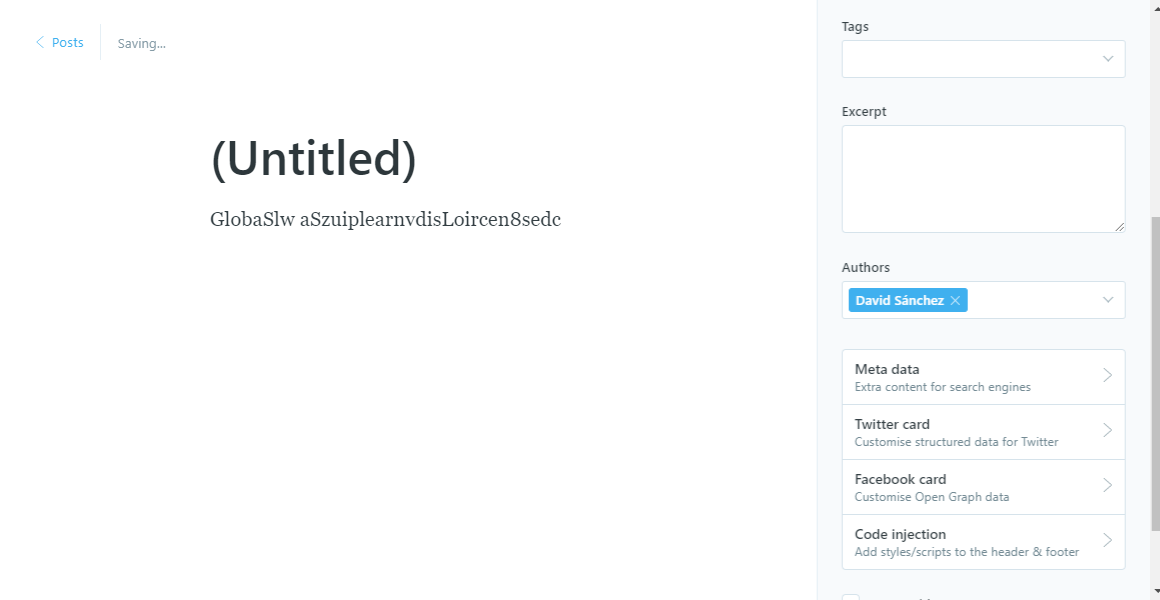 Posts
Saving...
(Untitled)
GlobaSlw aSzuiplearnvdisLoircen8sedc
Tags
Excerpt
Authors
David Sánchez
Meta data
Extra content for search engines
Twitter card
Customise structured data for Twitter
Facebook card
Customise Open Graph data
Code injection
Add styles/scripts to the header & footer